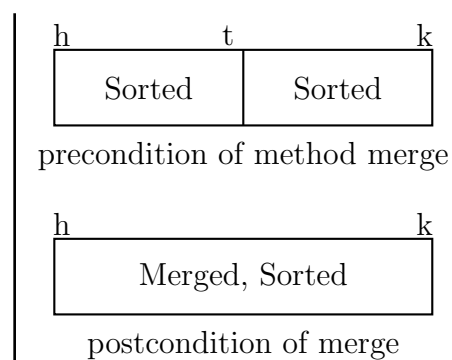 h t k
Sorted Sorted
precondition of method merge
h k
Merged, Sorted
postcondition of merge